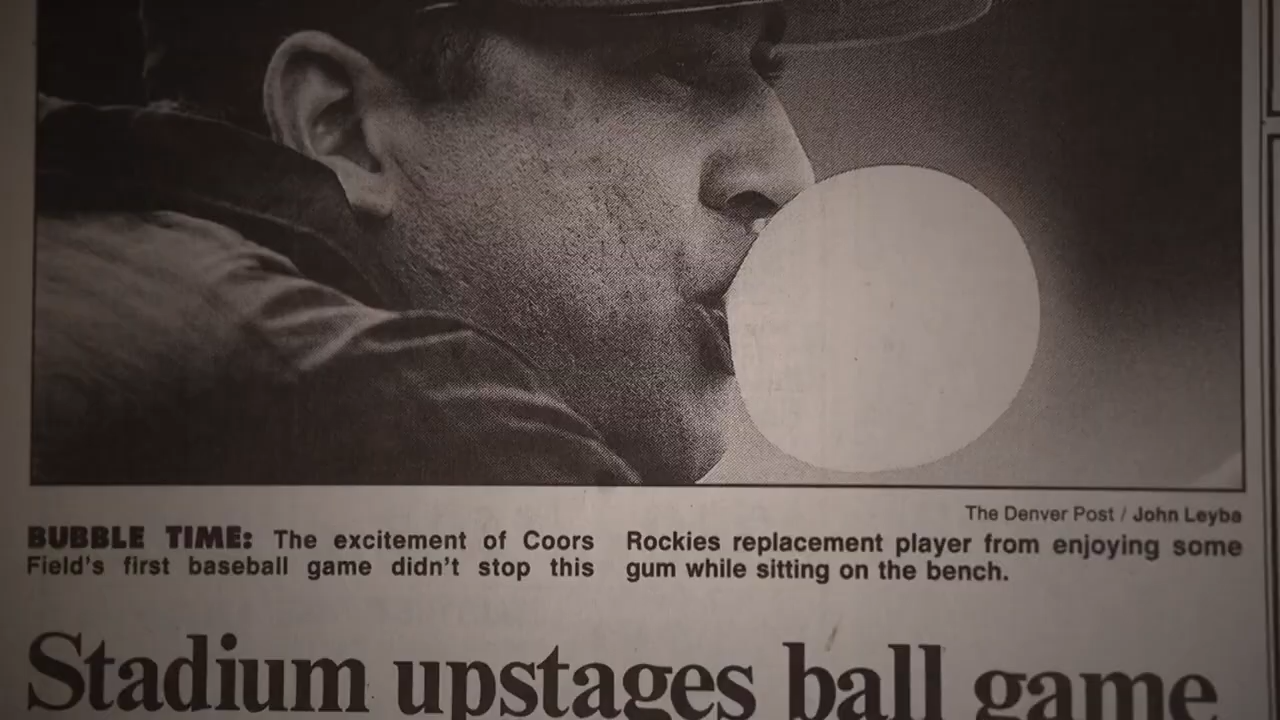 The Denver Post / John Leyba
BUBBLE TIME: The excitement of Coors
Field's first baseball game didn't stop this
Rockies replacement player from enjoying some
gum while sitting on the bench.
Stadium upstages ball game